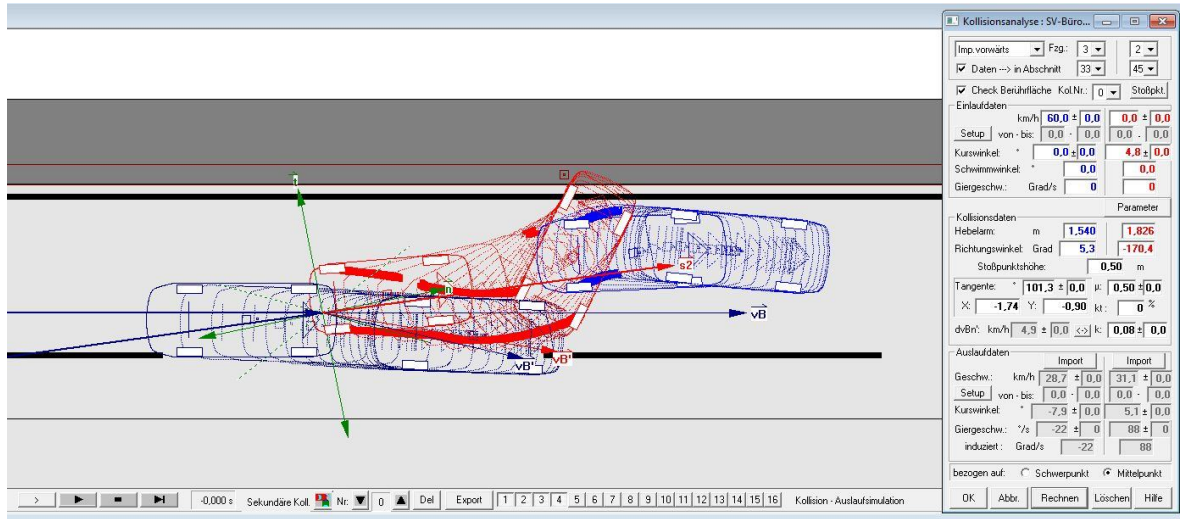 Kollisionsanalyse : SV-Büro...
Imp.vorwärts Fzg.: 3 2
Daten ---> in Abschnitt 33 45
Check Berührfläche Kol.Nr.: 0 Stoßpkt.
Einlaufdaten
km/h 60,0 ± 0,0 0,0 ± 0,0
Setup von - bis: 0,0 - 0,0 0,0 - 0,0
Kurswinkel: ° 0,0 ± 0,0 4,8 ± 0,0
Schwimmwinkel: ° 0,0 0,0
Giergeschw.: Grad/s 0 0
Parameter
Kollisionsdaten
Hebelarm: m 1,540 1,826
Richtungswinkel: Grad 5,3 -170,4
Stoßpunktshöhe: 0,50 m
Tangente: ° 101,3 ± 0,0 µ: 0,50 ± 0,0
X: -1,74 Y: -0,90 kt: 0 %
dvBn': km/h 4,9 ± 0,0 <-> k: 0,08 ± 0,0
Auslaufdaten
Import Import
Geschw.: km/h 28,7 ± 0,0 31,1 ± 0,0
Setup von - bis: 0,0 - 0,0 0,0 - 0,0
Kurswinkel: ° -7,9 ± 0,0 5,1 ± 0,0
Giergeschw.: °/s -22 ± 0 88 ± 0
induziert: Grad/s -22 88
bezogen auf: Schwerpunkt Mittelpunkt
OK Abbr. Rechnen Löschen Hilfe
t
n
s2
vB
vB'
vB'
> -0,000 s Sekundäre Koll. Nr: 0 Del Export 1 2 3 4 5 6 7 8 9 10 11 12 13 14 15 16 Kollision - Auslaufsimulation